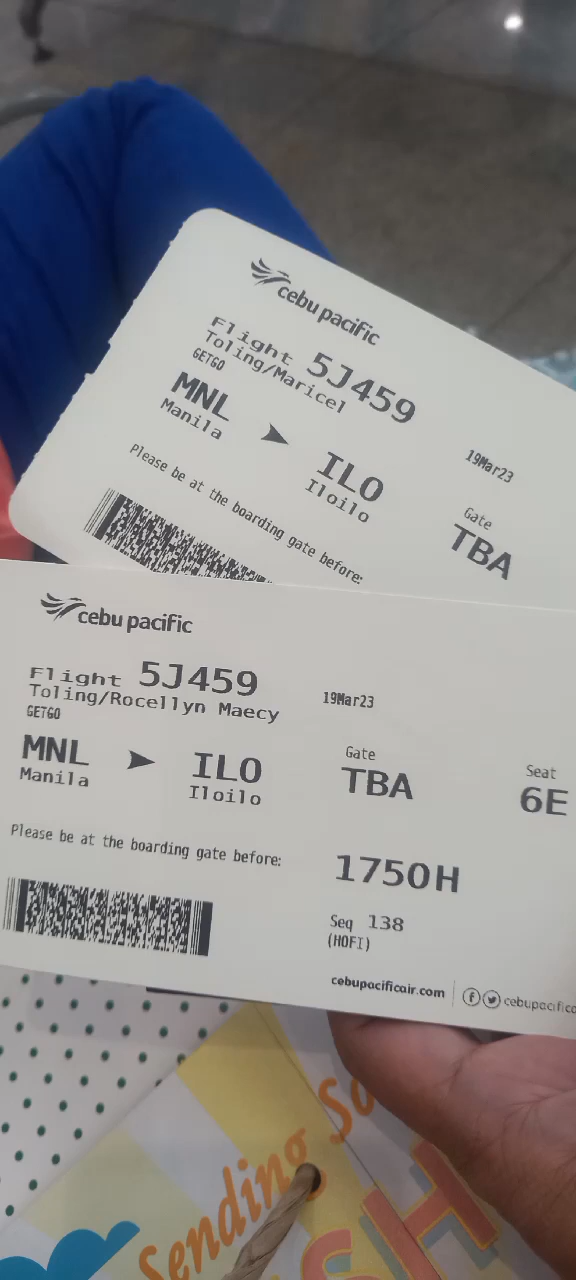 cebu pacific
Flight 5J459
Toling/Maricel
GETGO
19Mar23
MNL ILO
Manila Iloilo
Gate
TBA
Please be at the boarding gate before:
cebu pacific
Flight 5J459
Toling/Rocellyn Maecy
19Mar23
GETGO
MNL ILO
Manila Iloilo
Gate
TBA
Seat
6E
Please be at the boarding gate before:
1750H
Seq 138
(HOFI)
cebupacificair.com
Sending